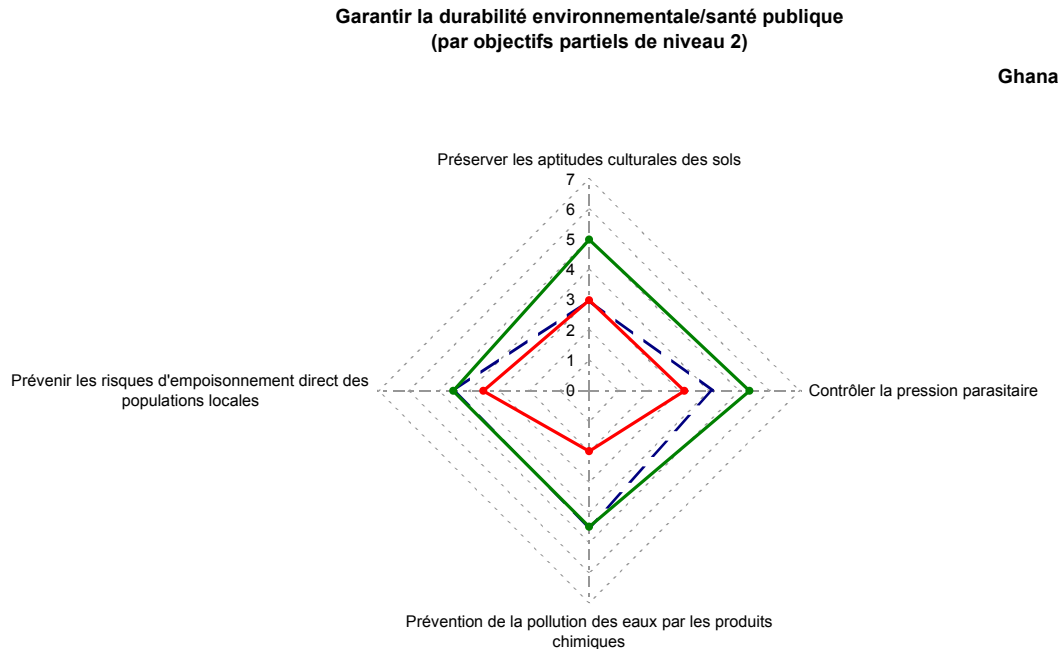 Garantir la durabilité environnementale/santé publique
(par objectifs partiels de niveau 2)
Ghana
Préserver les aptitudes culturales des sols
7
6
5
4
3
2
1
0
Prévenir les risques d'empoisonnement direct des
populations locales
Contrôler la pression parasitaire
Prévention de la pollution des eaux par les produits
chimiques